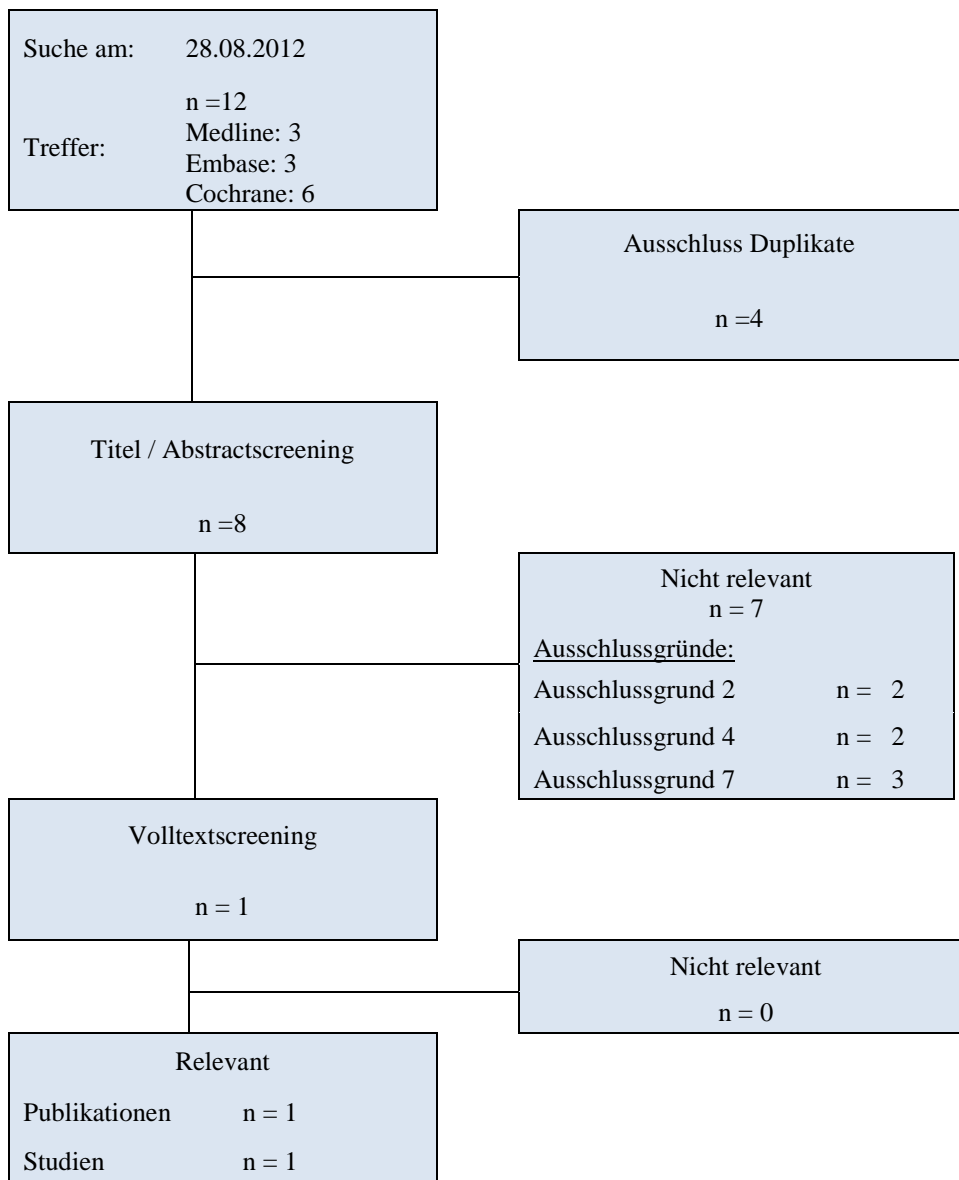 Suche am: 28.08.2012
n =12
Treffer: Medline: 3
Embase: 3
Cochrane: 6
Ausschluss Duplikate
n =4
Titel / Abstractscreening
n =8
Nicht relevant
n = 7
Ausschlussgründe:
Ausschlussgrund 2 n = 2
Ausschlussgrund 4 n = 2
Ausschlussgrund 7 n = 3
Volltextscreening
n = 1
Nicht relevant
n = 0
Relevant
Publikationen n = 1
Studien n = 1